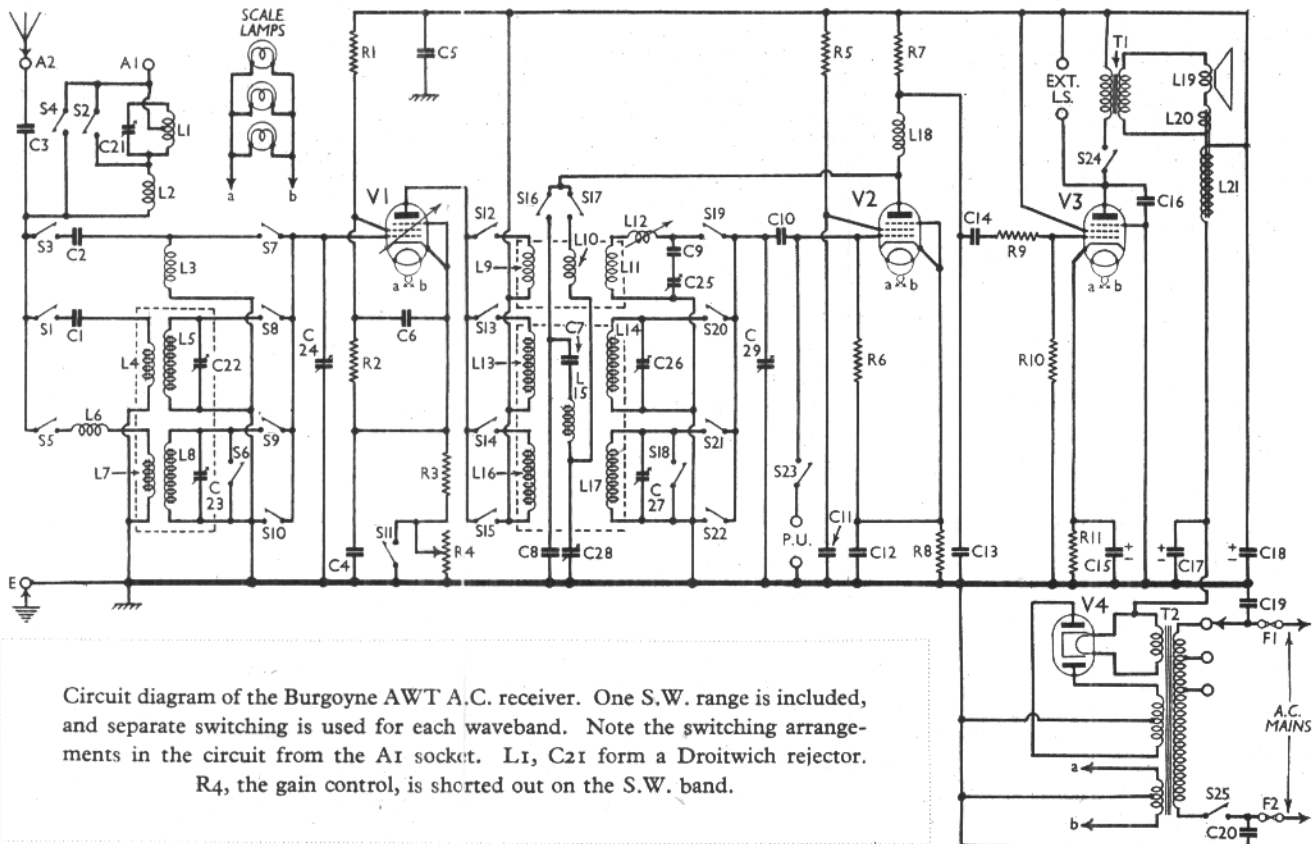 SCALE
LAMPS
A2
A1
S4
S2
C21
L1
C3
L2
a
b
R1
C5
R5
R7
EXT.
L.S.
T1
L19
L20
L18
S24
L21
V1
S16
S17
V2
V3
C16
S3
C2
S7
S12
L12
S19
C10
C14
R9
L3
L9
L10
L11
C9
C25
a
b
a
b
a
b
S1
C1
S8
C
24
C6
S13
C7
L14
S20
C
29
L4
L5
C22
R2
L13
L
15
C26
R6
R10
S5
L6
S9
S14
S21
L7
L8
C
23
S6
R3
L16
L17
S18
C
27
S23
S10
S11
S15
S22
C11
R4
C4
C8
C28
P.U.
C12
R8
C13
R11
C15
+
−
C17
+
−
C18
+
−
E
C19
V4
T2
F1
A.C.
MAINS
a
S25
F2
b
C20
Circuit diagram of the Burgoyne AWT A.C. receiver. One S.W. range is included,
and separate switching is used for each waveband. Note the switching arrange-
ments in the circuit from the A1 socket. L1, C21 form a Droitwich rejector.
R4, the gain control, is shorted out on the S.W. band.